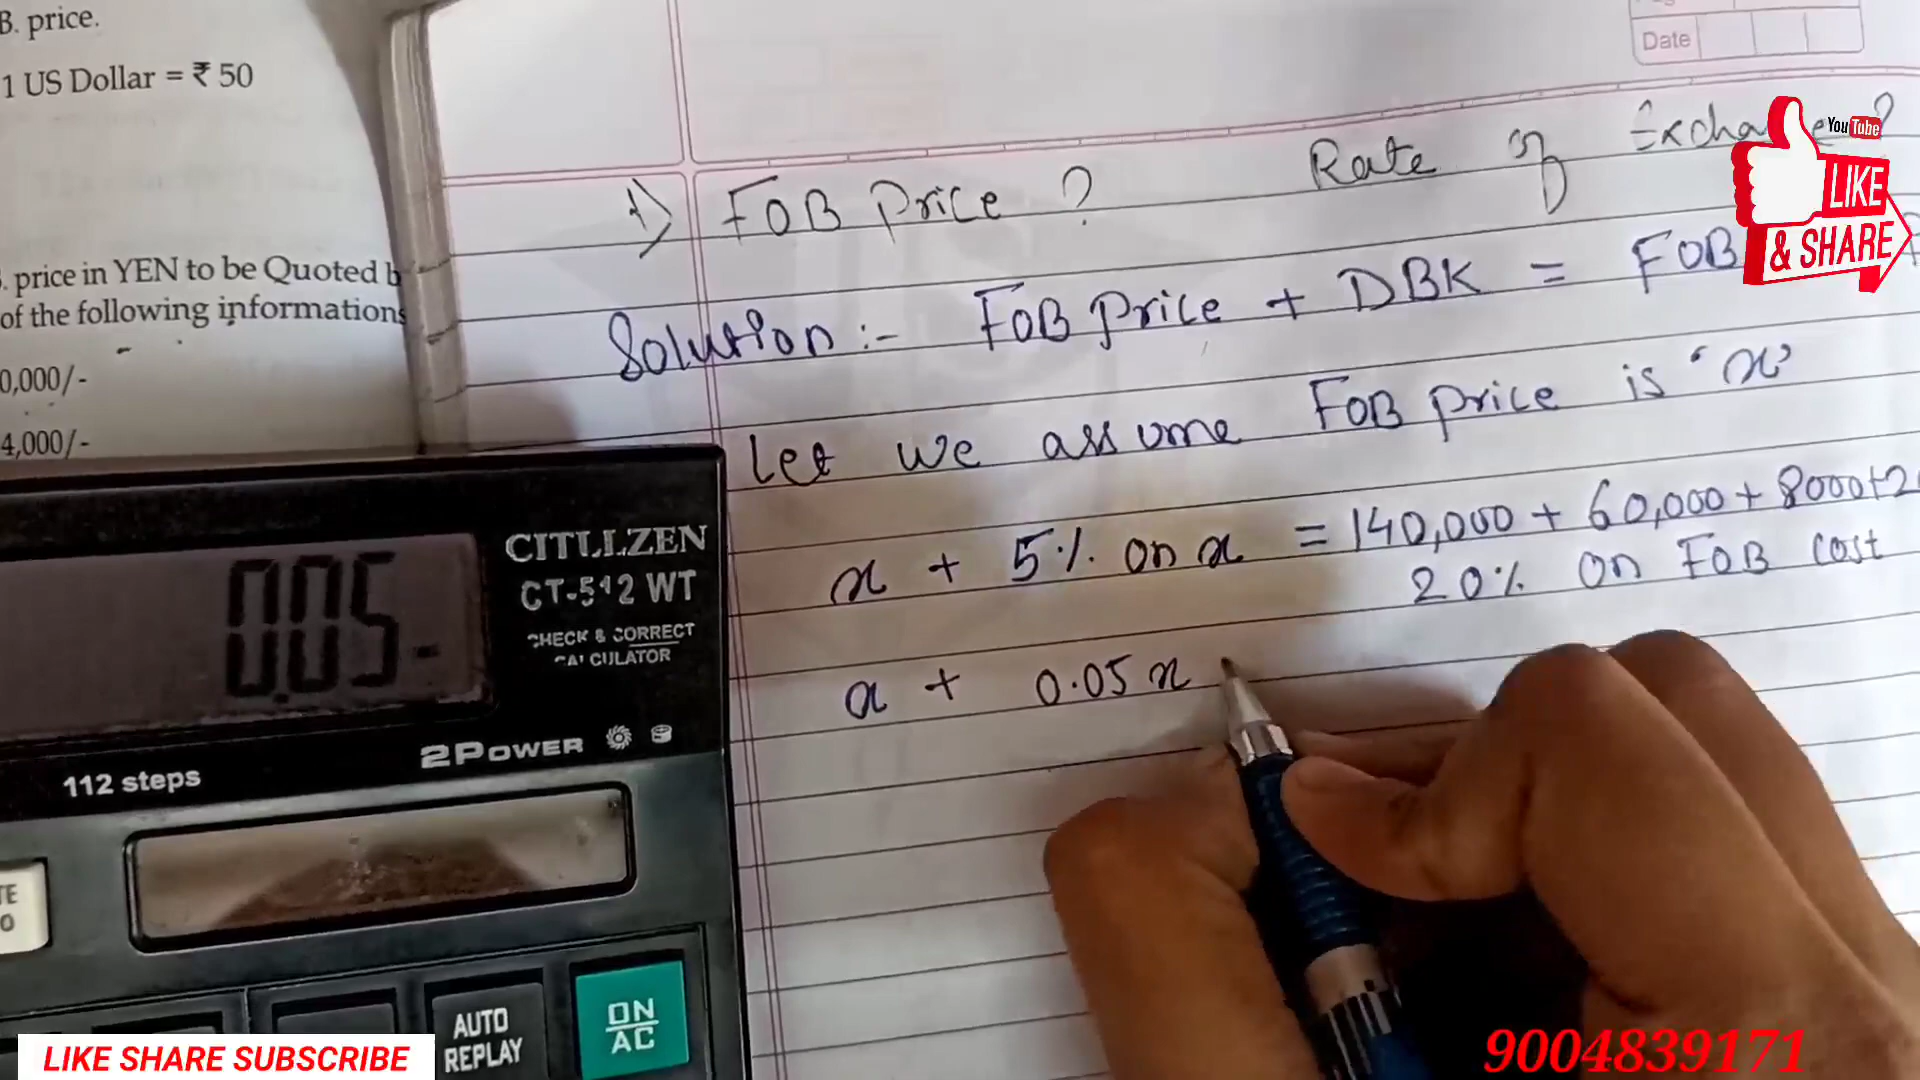 B. price.
1 US Dollar = ₹ 50
Date
1) FOB Price ? Rate of Exchange?
YouTube
LIKE
& SHARE
. price in YEN to be Quoted b
of the following informations
0,000/-
4,000/-
Solution :- FOB Price + DBK = FOB
Let we assume FOB price is 'x'
x + 5% on x = 140,000 + 60,000 + 8000+2
20% on FOB cost
x + 0.05 x
0.05
CITLLZEN
CT-512 WT
CHECK & CORRECT
CALCULATOR
2POWER
112 steps
TE
0
AUTO
REPLAY
ON
AC
LIKE SHARE SUBSCRIBE
9004839171